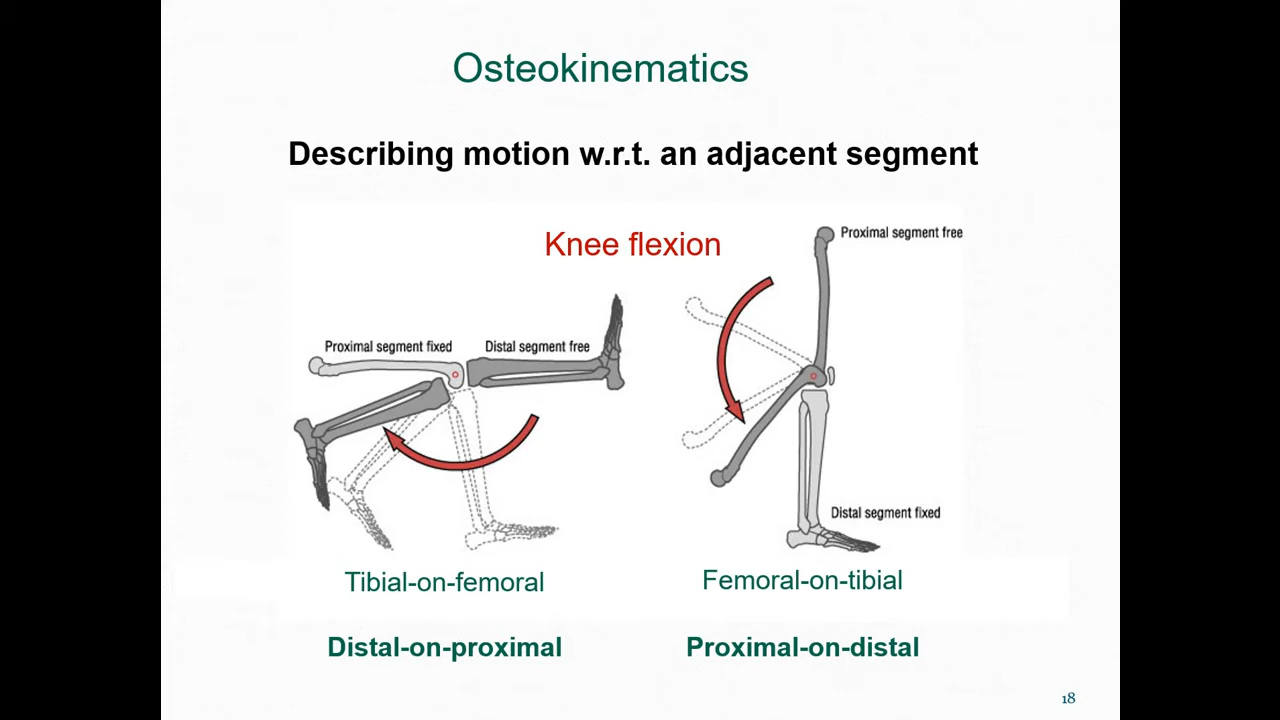 Osteokinematics
Describing motion w.r.t. an adjacent segment
Knee flexion
Proximal segment free
Proximal segment fixed
Distal segment free
Distal segment fixed
Tibial-on-femoral
Femoral-on-tibial
Distal-on-proximal
Proximal-on-distal
18